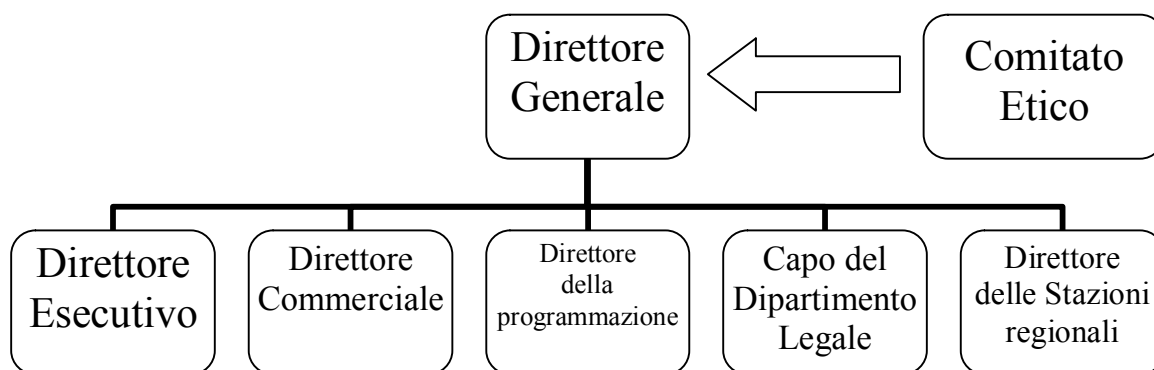 Direttore
Generale
Comitato
Etico
Direttore
Esecutivo
Direttore
Commerciale
Direttore
della
programmazione
Capo del
Dipartimento
Legale
Direttore
delle Stazioni
regionali